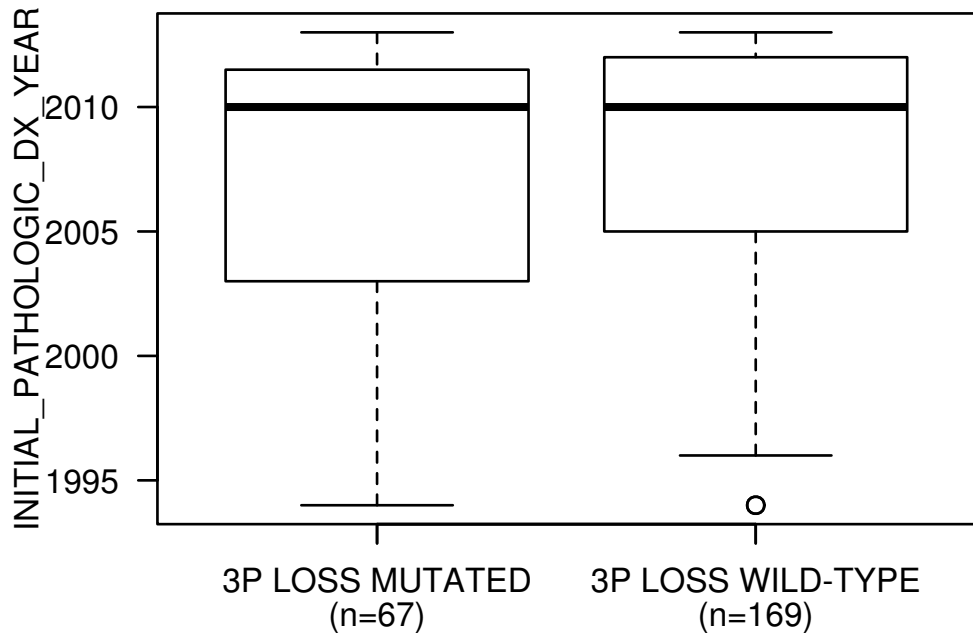 INITIAL_PATHOLOGIC_DX_YEAR
2010
2005
2000
1995
3P LOSS MUTATED
(n=67)
3P LOSS WILD-TYPE
(n=169)